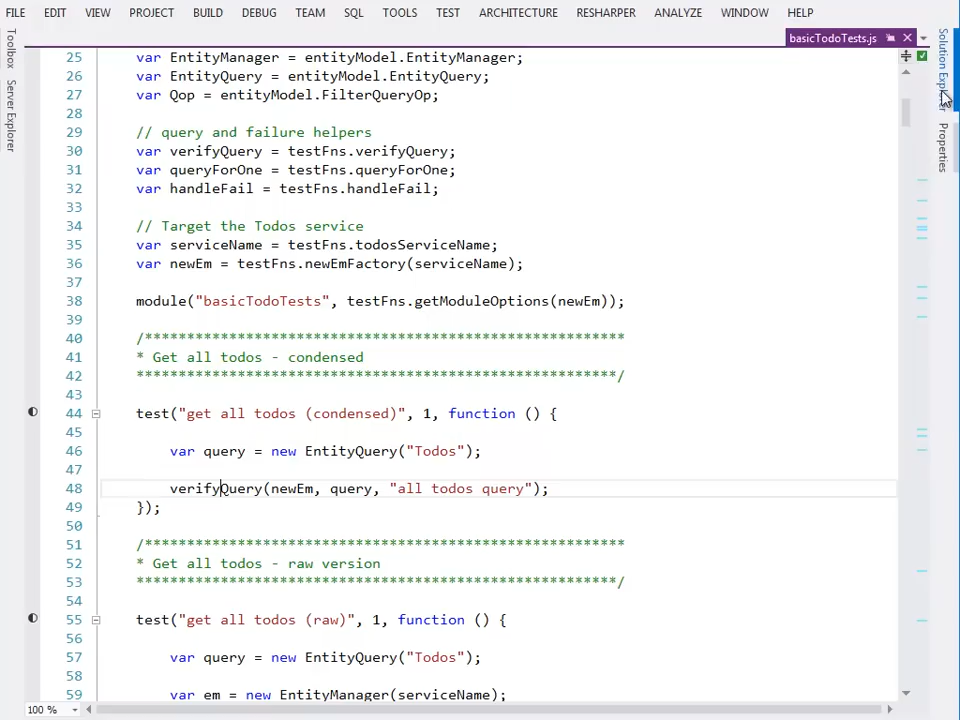 FILE EDIT VIEW PROJECT BUILD DEBUG TEAM SQL TOOLS TEST ARCHITECTURE RESHARPER ANALYZE WINDOW HELP
basicTodoTests.js
Toolbox
Server Explorer
Solution Explorer
Properties
25 var EntityManager = entityModel.EntityManager;
26 var EntityQuery = entityModel.EntityQuery;
27 var Qop = entityModel.FilterQueryOp;
28
29 // query and failure helpers
30 var verifyQuery = testFns.verifyQuery;
31 var queryForOne = testFns.queryForOne;
32 var handleFail = testFns.handleFail;
33
34 // Target the Todos service
35 var serviceName = testFns.todosServiceName;
36 var newEm = testFns.newEmFactory(serviceName);
37
38 module("basicTodoTests", testFns.getModuleOptions(newEm));
39
40 /*********************************************************
41 * Get all todos - condensed
42 *********************************************************/
43
44 test("get all todos (condensed)", 1, function () {
45
46 var query = new EntityQuery("Todos");
47
48 verifyQuery(newEm, query, "all todos query");
49 });
50
51 /*********************************************************
52 * Get all todos - raw version
53 *********************************************************/
54
55 test("get all todos (raw)", 1, function () {
56
57 var query = new EntityQuery("Todos");
58
59 var em = new EntityManager(serviceName);
100 %